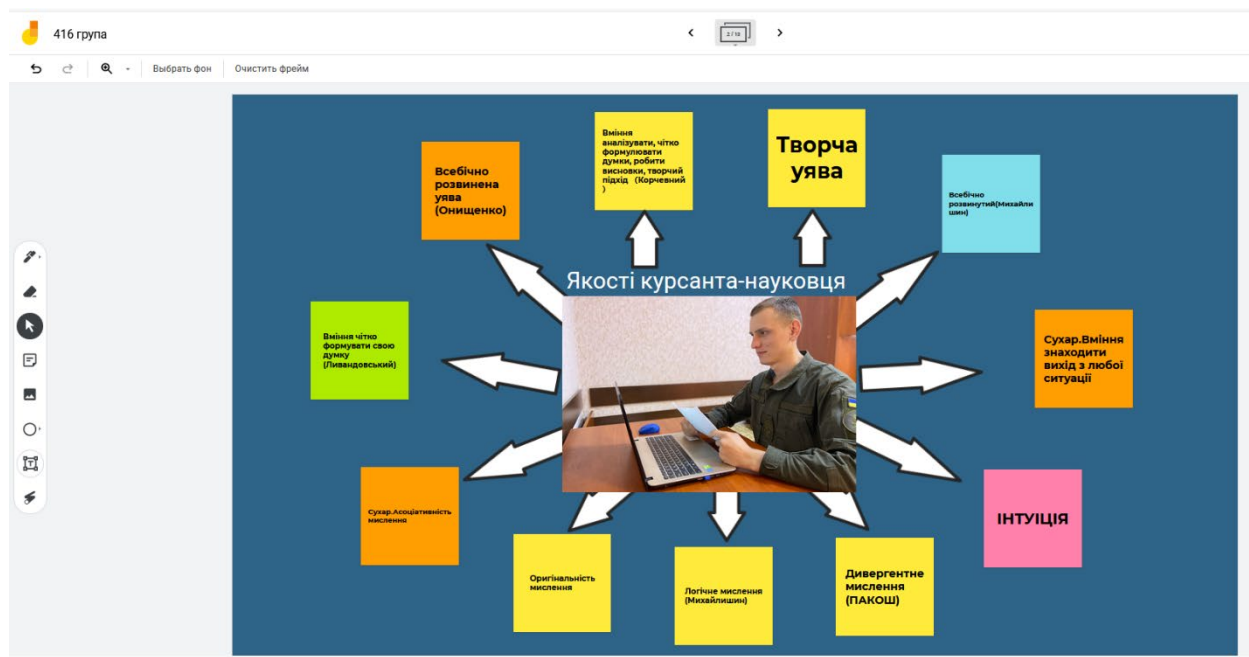 416 група
2 / 12
Выбрать фон
Очистить фрейм
Вміння
аналізувати, чітко
формулювати
думки, робити
висновки, творчий
підхід (Корчевний
)
Творча
уява
Всебічно
розвинена
уява
(Онищенко)
Всебічно
розвинутий(Михайли
шин)
Якості курсанта-науковця
Вміння чітко
формувати свою
думку
(Ливандовський)
Сухар.Вміння
знаходити
вихід з любої
ситуації
Сухар.Асоціативність
мислення
ІНТУІЦІЯ
Оригінальність
мислення
Логічне мислення
(Михайлишин)
Дивергентне
мислення
(ПАКОШ)